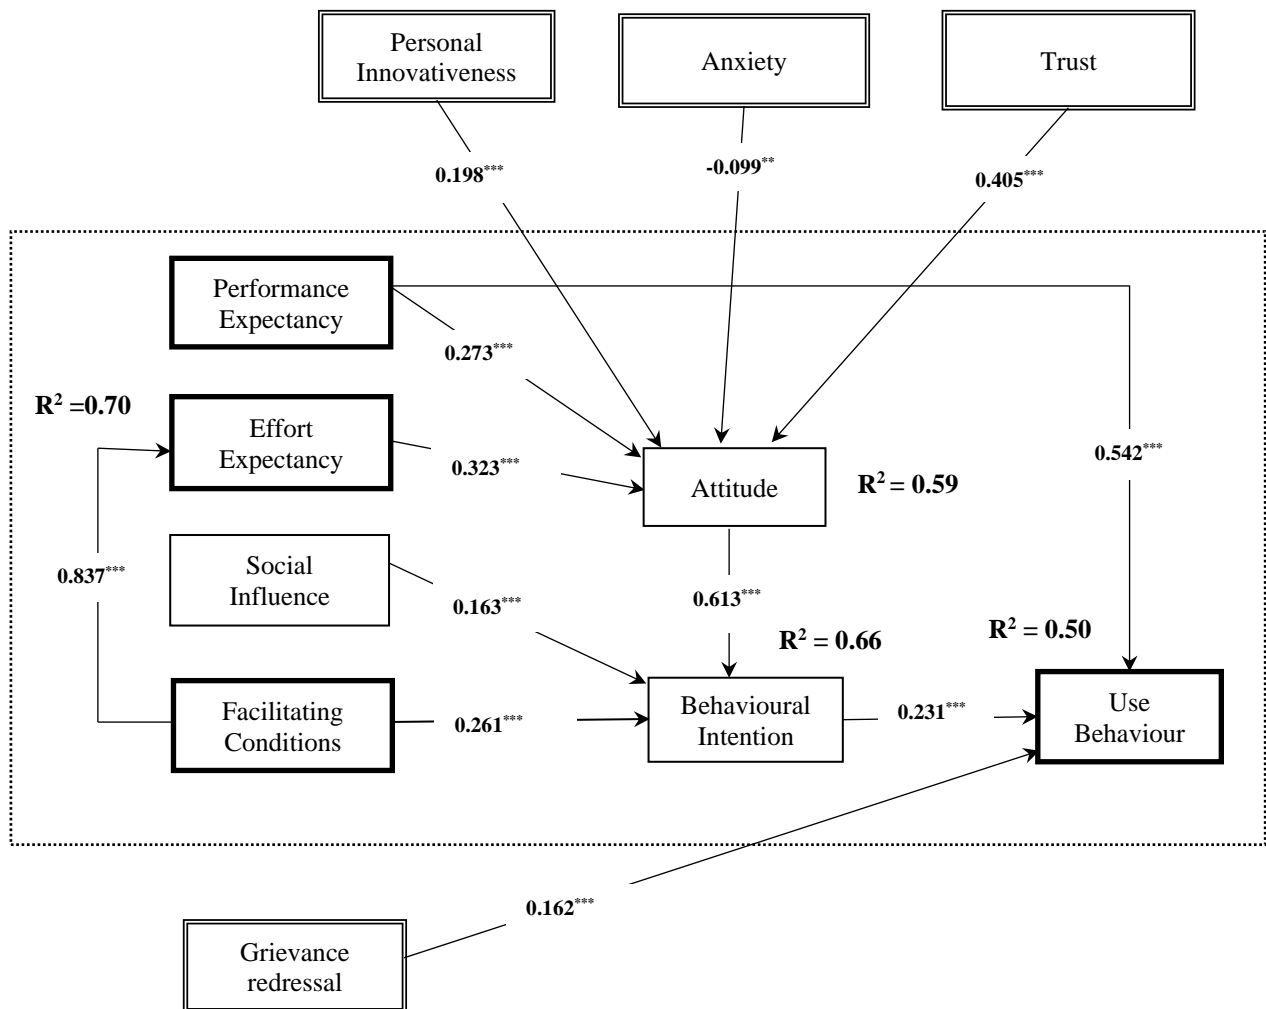 Personal
Innovativeness
Anxiety
Trust
0.198***
-0.099**
0.405***
Performance
Expectancy
0.273***
R² =0.70
Effort
Expectancy
0.323***
0.542***
Attitude
R² = 0.59
Social
Influence
0.837***
0.163***
0.613***
R² = 0.66
R² = 0.50
Facilitating
Conditions
0.261***
Behavioural
Intention
0.231***
Use
Behaviour
0.162***
Grievance
redressal